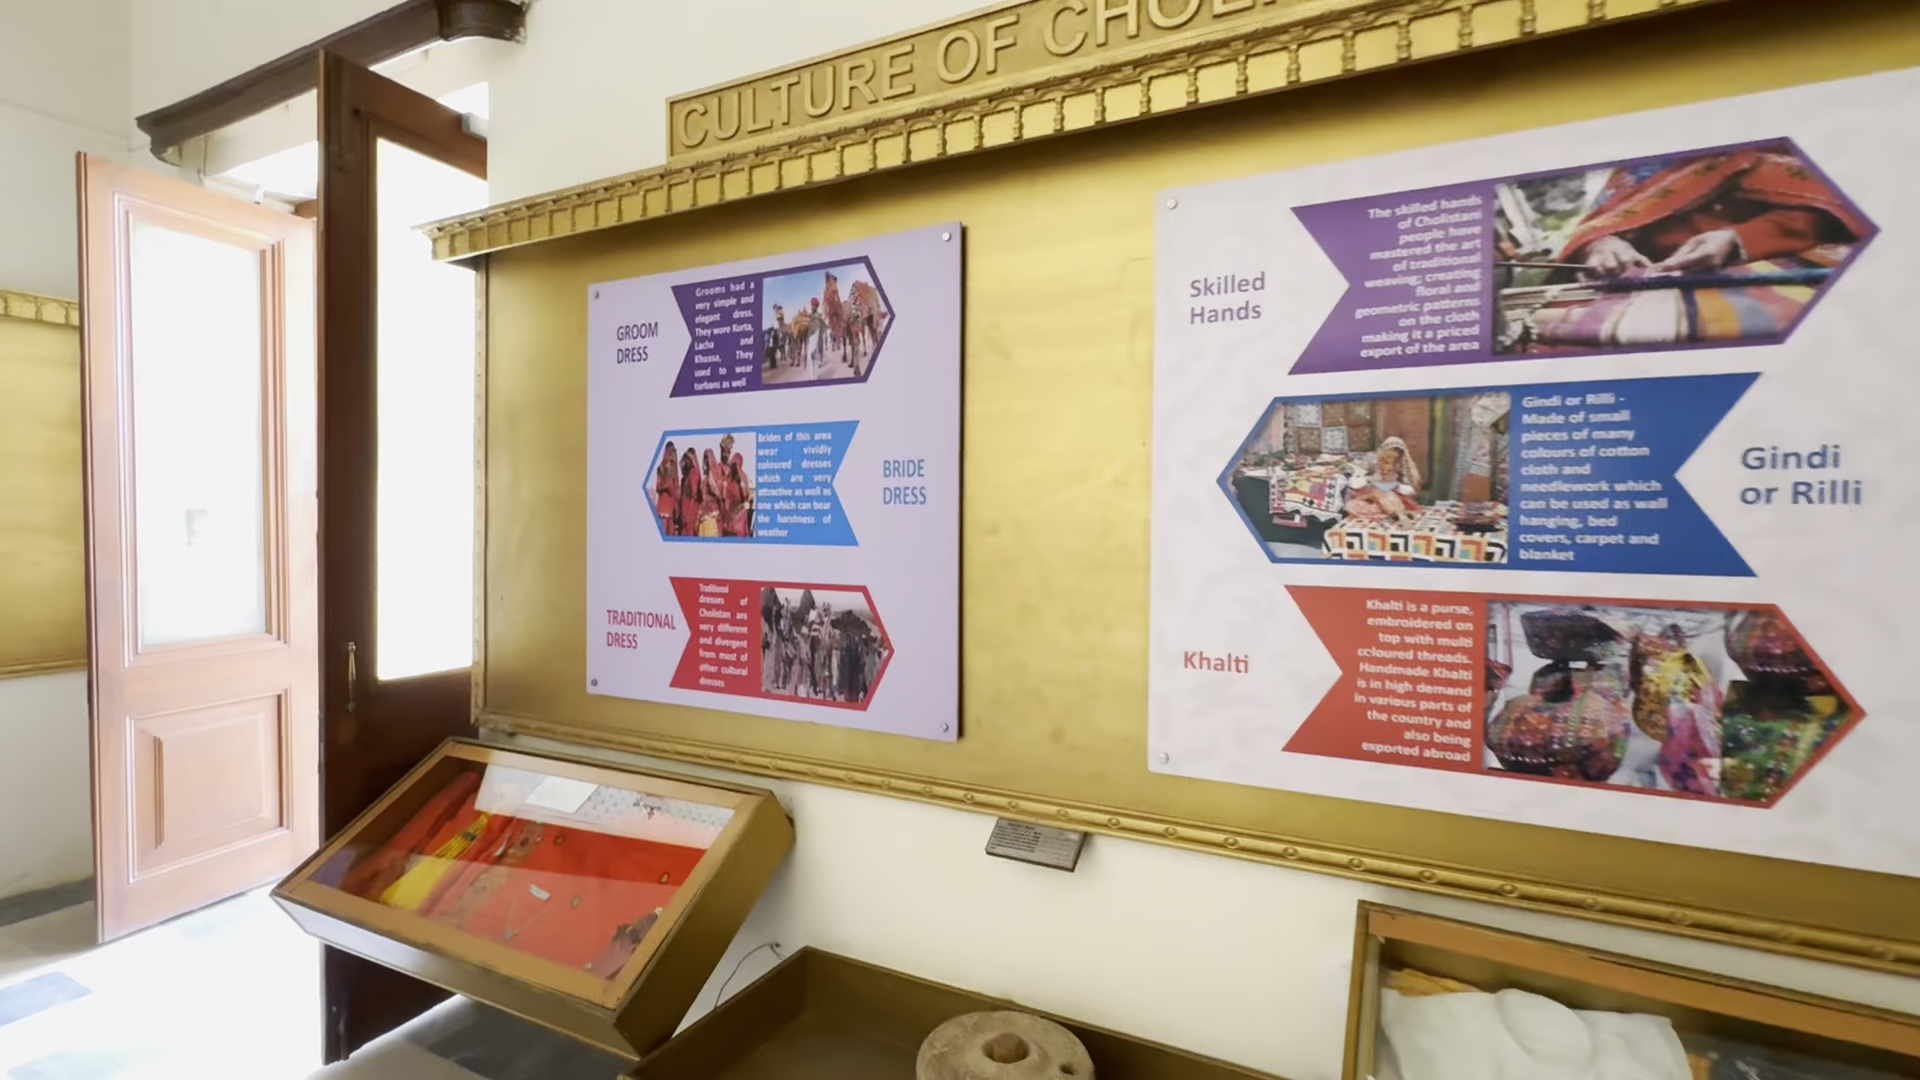 CULTURE OF CHOLI
GROOM
DRESS
Grooms had a
very simple and
elegant dress.
They wore Kurta,
Lacha and
Khussa, They
used to wear
turbans as well
Brides of this area
wear vividly
coloured dresses
which are very
attractive as well as
one which can bear
the harshness of
weather
BRIDE
DRESS
TRADITIONAL
DRESS
Traditional
dresses of
Cholistan are
very different
and divergent
from most of
other cultural
dresses
Skilled
Hands
The skilled hands
of Cholistani
people have
mastered the art
of traditional
weaving; creating
floral and
geometric patterns
on the cloth
making it a priced
export of the area
Gindi or Rilli -
Made of small
pieces of many
colours of cotton
cloth and
needlework which
can be used as wall
hanging, bed
covers, carpet and
blanket
Gindi
or Rilli
Khalti
Khalti is a purse,
embroidered on
top with multi
coloured threads.
Handmade Khalti
is in high demand
in various parts of
the country and
also being
exported abroad